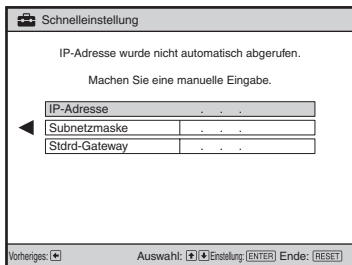 Schnelleinstellung
IP-Adresse wurde nicht automatisch abgerufen.
Machen Sie eine manuelle Eingabe.
IP-Adresse . . .
Subnetzmaske . . .
Stdrd-Gateway . . .
Vorheriges: Auswahl: Einstellung: ENTER Ende: RESET